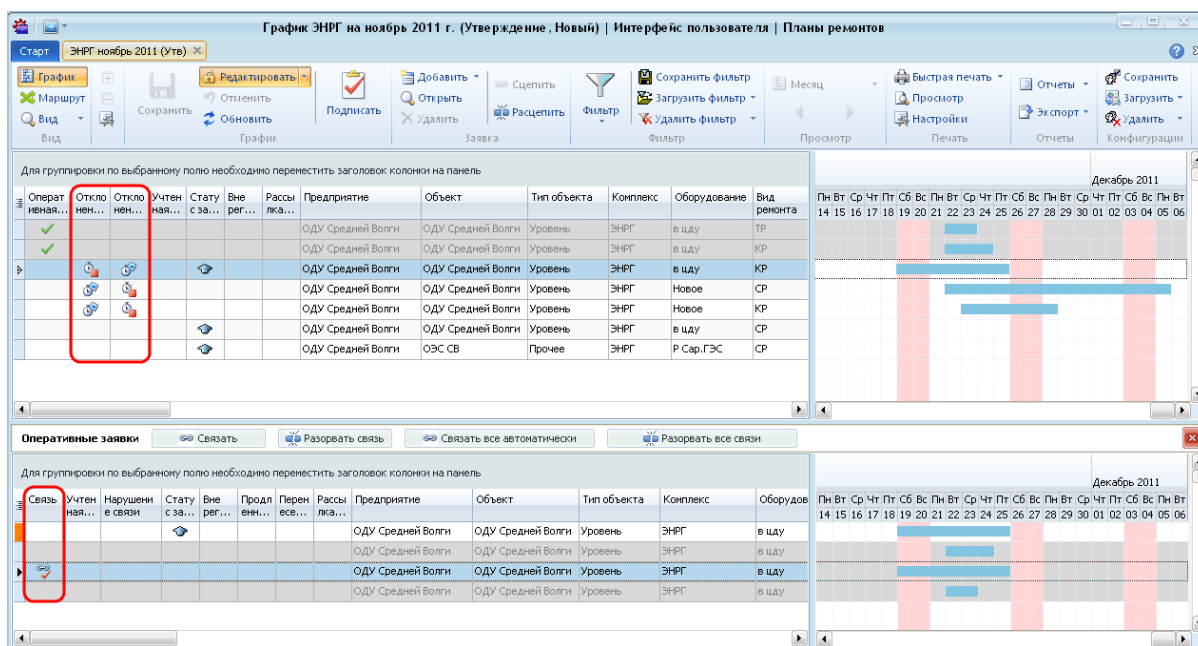 График ЭНРГ на ноябрь 2011 г. (Утверждение, Новый) | Интерфейс пользователя | Планы ремонтов
Старт ЭНРГ ноябрь 2011 (Утв)
График Редактировать Добавить Сцепить Сохранить фильтр Месяц Быстрая печать Отчеты Сохранить
Маршрут Отменить Открыть Загрузить фильтр Просмотр Загрузить
Сохранить Подписать Фильтр
Вид Обновить Удалить Расцепить Удалить фильтр Настройки Экспорт Удалить
Вид График Заявка Фильтр Просмотр Печать Отчеты Конфигурации
Для группировки по выбранному полю необходимо переместить заголовок колонки на панель
Декабрь 2011
Операт Откло Откло Учтен Стату Вне Рассы Предприятие Объект Тип объекта Комплекс Оборудование Вид Пн Вт Ср Чт Пт Сб Вс Пн Вт Ср Чт Пт Сб Вс Пн Вт Ср Чт Пт Сб Вс Пн Вт
ивная... нен... нен... ная... с за... рег... лка... ремонта 14 15 16 17 18 19 20 21 22 23 24 25 26 27 28 29 30 01 02 03 04 05 06
ОДУ Средней Волги ОДУ Средней Волги Уровень ЭНРГ в цду ТР
ОДУ Средней Волги ОДУ Средней Волги Уровень ЭНРГ в цду КР
ОДУ Средней Волги ОДУ Средней Волги Уровень ЭНРГ в цду КР
ОДУ Средней Волги ОДУ Средней Волги Уровень ЭНРГ Новое СР
ОДУ Средней Волги ОДУ Средней Волги Уровень ЭНРГ Новое КР
ОДУ Средней Волги ОДУ Средней Волги Уровень ЭНРГ в цду СР
ОДУ Средней Волги ОЭС СВ Прочее ЭНРГ Р Сар.ГЭС СР
Оперативные заявки Связать Разорвать связь Связать все автоматически Разорвать все связи
Для группировки по выбранному полю необходимо переместить заголовок колонки на панель
Декабрь 2011
Связь Учтен Нарушени Стату Вне Продл Перен Рассы Предприятие Объект Тип объекта Комплекс Оборудов Пн Вт Ср Чт Пт Сб Вс Пн Вт Ср Чт Пт Сб Вс Пн Вт Ср Чт Пт Сб Вс Пн Вт
ная... е связи с за... рег... енн... есе... лка... 14 15 16 17 18 19 20 21 22 23 24 25 26 27 28 29 30 01 02 03 04 05 06
ОДУ Средней Волги ОДУ Средней Волги Уровень ЭНРГ в цду
ОДУ Средней Волги ОДУ Средней Волги Уровень ЭНРГ в цду
ОДУ Средней Волги ОДУ Средней Волги Уровень ЭНРГ в цду
ОДУ Средней Волги ОДУ Средней Волги Уровень ЭНРГ в цду